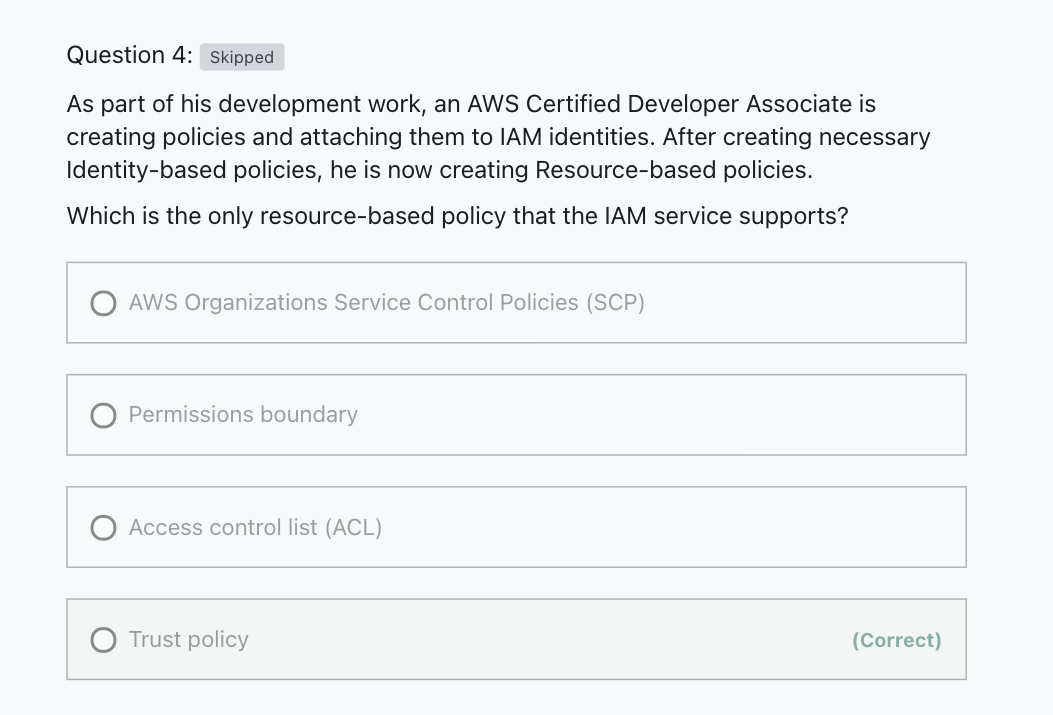 Question 4: Skipped
As part of his development work, an AWS Certified Developer Associate is
creating policies and attaching them to IAM identities. After creating necessary
Identity-based policies, he is now creating Resource-based policies.
Which is the only resource-based policy that the IAM service supports?
AWS Organizations Service Control Policies (SCP)
Permissions boundary
Access control list (ACL)
Trust policy (Correct)